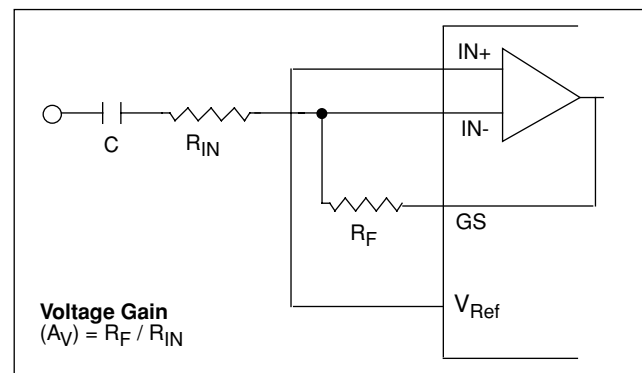 IN+
C
R_IN
IN-
R_F
GS
V_Ref
Voltage Gain
(A_V) = R_F / R_IN